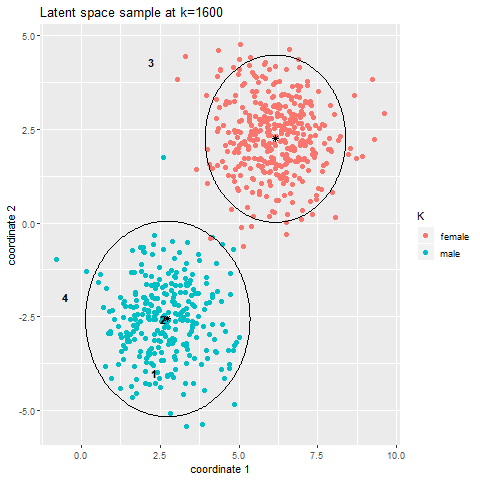 Latent space sample at k=1600
5.0
2.5
0.0
-2.5
-5.0
coordinate 2
3
4
2
1
0.0 2.5 5.0 7.5 10.0
coordinate 1
K
female
male